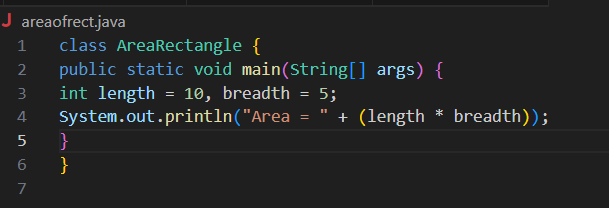 areaofrect.java
1 class AreaRectangle {
2 public static void main(String[] args) {
3 int length = 10, breadth = 5;
4 System.out.println("Area = " + (length * breadth));
5 }
6 }
7